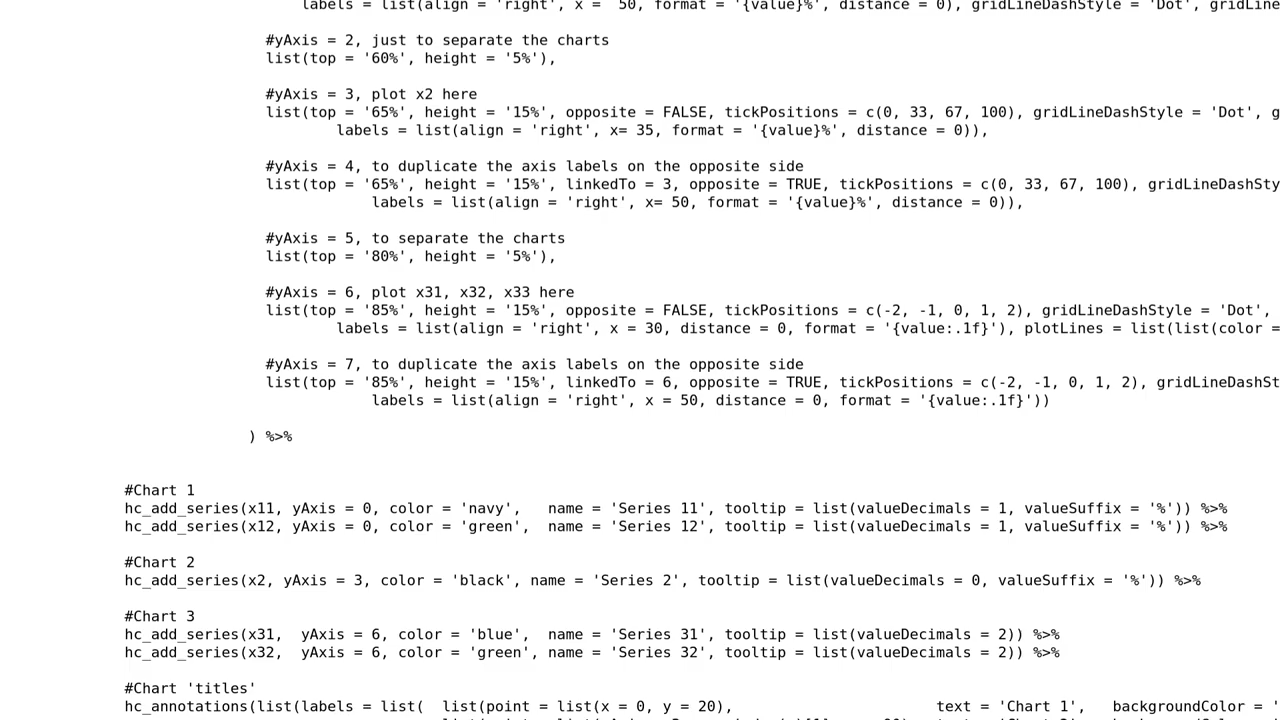 labels = list(align = 'right', x = 50, format = '{value}%', distance = 0), gridLineDashStyle = 'Dot', gridLine
#yAxis = 2, just to separate the charts
list(top = '60%', height = '5%'),
#yAxis = 3, plot x2 here
list(top = '65%', height = '15%', opposite = FALSE, tickPositions = c(0, 33, 67, 100), gridLineDashStyle = 'Dot', g
labels = list(align = 'right', x= 35, format = '{value}%', distance = 0)),
#yAxis = 4, to duplicate the axis labels on the opposite side
list(top = '65%', height = '15%', linkedTo = 3, opposite = TRUE, tickPositions = c(0, 33, 67, 100), gridLineDashSty
labels = list(align = 'right', x= 50, format = '{value}%', distance = 0)),
#yAxis = 5, to separate the charts
list(top = '80%', height = '5%'),
#yAxis = 6, plot x31, x32, x33 here
list(top = '85%', height = '15%', opposite = FALSE, tickPositions = c(-2, -1, 0, 1, 2), gridLineDashStyle = 'Dot',
labels = list(align = 'right', x = 30, distance = 0, format = '{value:.1f}'), plotLines = list(list(color =
#yAxis = 7, to duplicate the axis labels on the opposite side
list(top = '85%', height = '15%', linkedTo = 6, opposite = TRUE, tickPositions = c(-2, -1, 0, 1, 2), gridLineDashSt
labels = list(align = 'right', x = 50, distance = 0, format = '{value:.1f}'))
) %>%
#Chart 1
hc_add_series(x11, yAxis = 0, color = 'navy',   name = 'Series 11', tooltip = list(valueDecimals = 1, valueSuffix = '%')) %>%
hc_add_series(x12, yAxis = 0, color = 'green',  name = 'Series 12', tooltip = list(valueDecimals = 1, valueSuffix = '%')) %>%
#Chart 2
hc_add_series(x2, yAxis = 3, color = 'black', name = 'Series 2', tooltip = list(valueDecimals = 0, valueSuffix = '%')) %>%
#Chart 3
hc_add_series(x31,  yAxis = 6, color = 'blue',  name = 'Series 31', tooltip = list(valueDecimals = 2)) %>%
hc_add_series(x32,  yAxis = 6, color = 'green', name = 'Series 32', tooltip = list(valueDecimals = 2)) %>%
#Chart 'titles'
hc_annotations(list(labels = list(  list(point = list(x = 0, y = 20),                       text = 'Chart 1',   backgroundColor = '